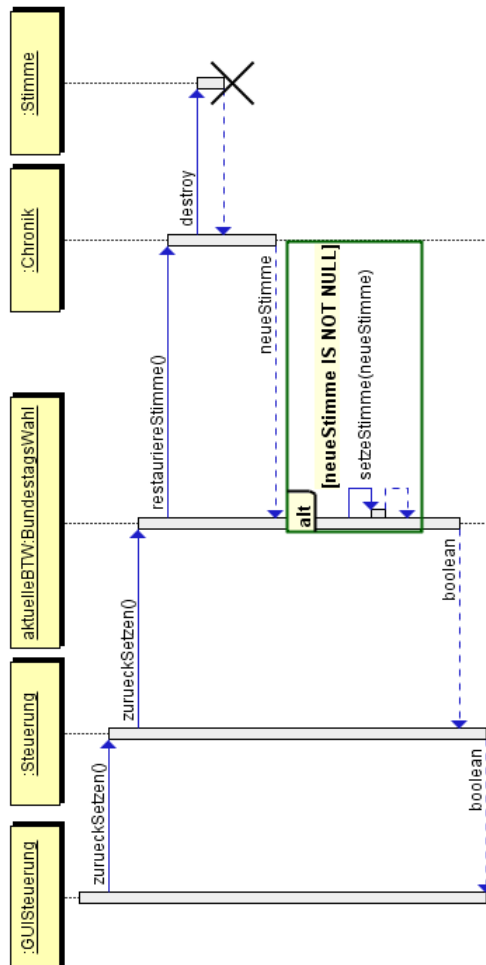 :GUISteuerung
:Steuerung
aktuelleBTW:BundestagsWahl
:Chronik
:Stimme
zurueckSetzen()
zurueckSetzen()
restauriereStimme()
destroy
neueStimme
alt
[neueStimme IS NOT NULL]
setzeStimme(neueStimme)
boolean
boolean